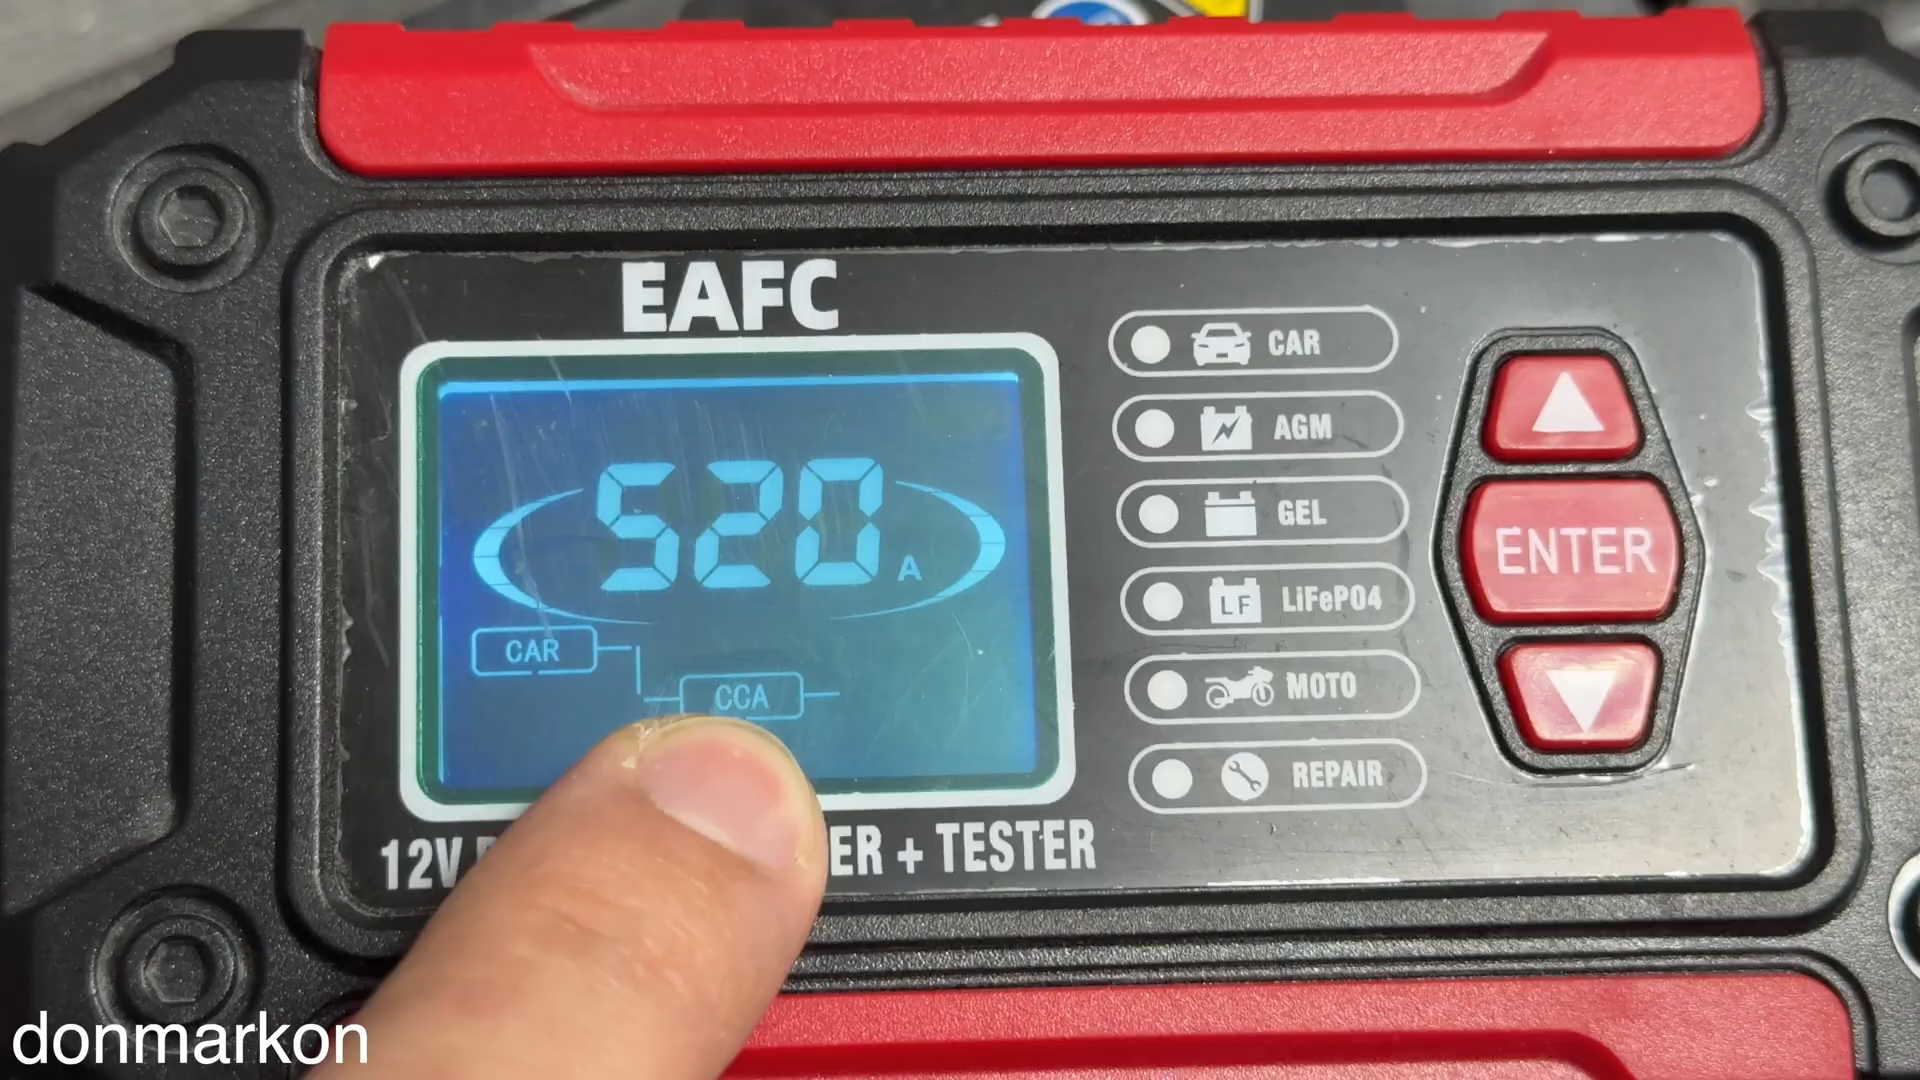 EAFC
520 A
CAR
CCA
12V
ER + TESTER
CAR
AGM
GEL
LF LiFePO4
MOTO
REPAIR
ENTER
donmarkon